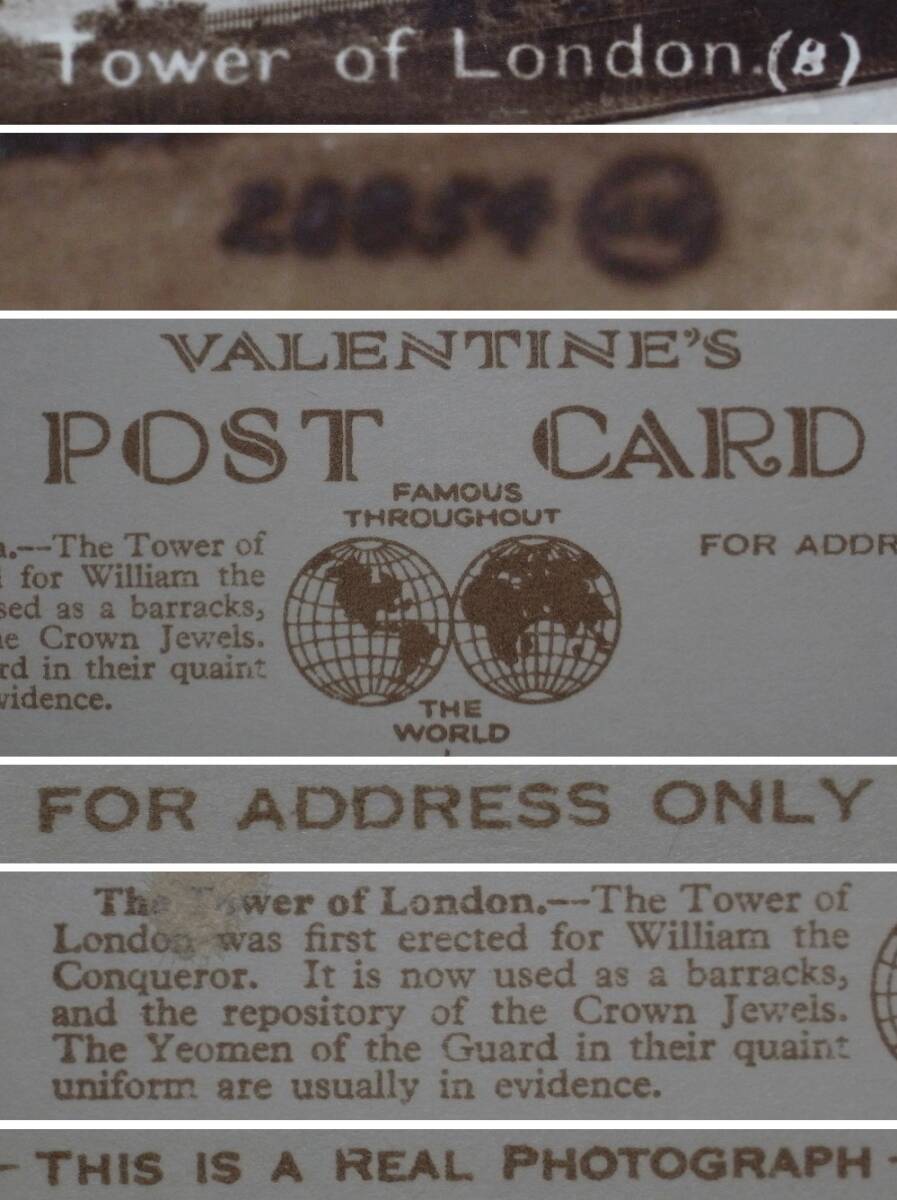 Tower of London.(B)
VALENTINE'S
POST CARD
FAMOUS
THROUGHOUT
.--The Tower of
for William the
sed as a barracks,
e Crown Jewels.
rd in their quaint
vidence.
FOR ADDR
THE
WORLD
FOR ADDRESS ONLY
The Tower of London.--The Tower of
London was first erected for William the
Conqueror. It is now used as a barracks,
and the repository of the Crown Jewels.
The Yeomen of the Guard in their quaint
uniform are usually in evidence.
- THIS IS A REAL PHOTOGRAPH -